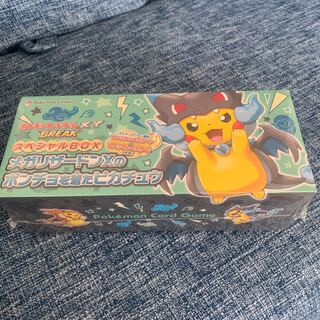 Pokémon Center
ポケモンカードゲーム XY
BREAK
スペシャルBOX
メガリザードンXの
ポンチョを着たピカチュウ
Pokémon Card Game